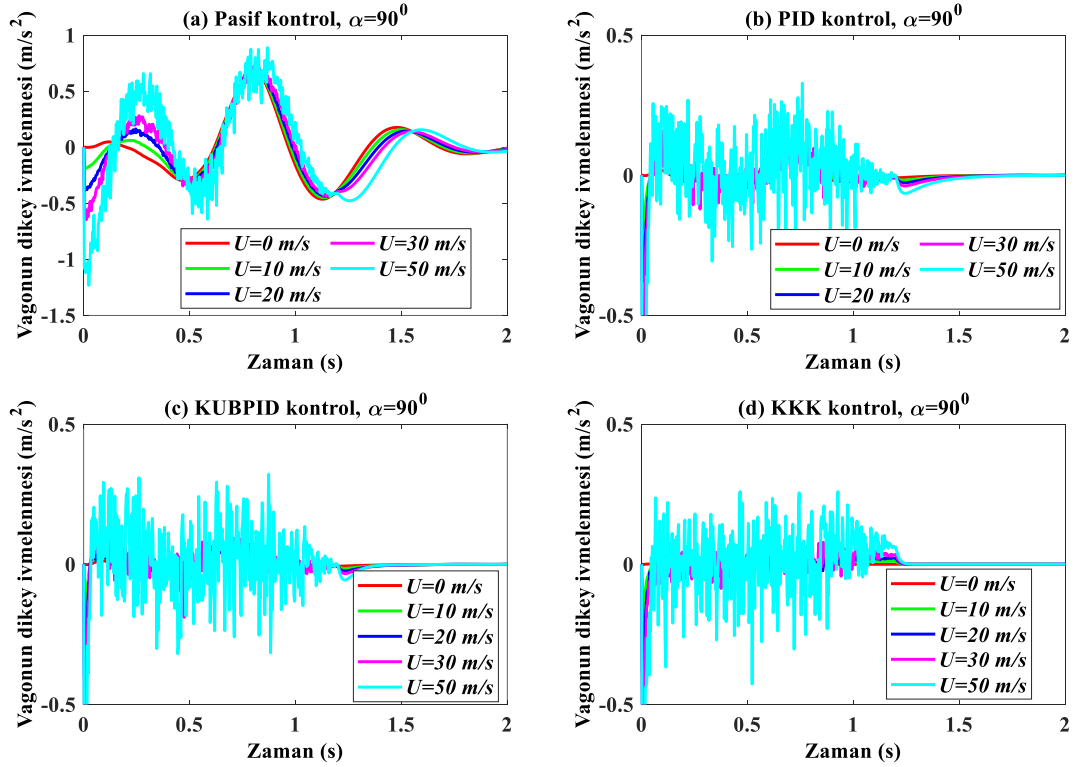 (a) Pasif kontrol, α=90⁰
Vagonun dikey ivmelenmesi (m/s²)
1
0.5
0
-0.5
-1
-1.5
U=0 m/s
U=10 m/s
U=20 m/s
U=30 m/s
U=50 m/s
0 0.5 1 1.5 2
Zaman (s)
(b) PID kontrol, α=90⁰
Vagonun dikey ivmelenmesi (m/s²)
0.5
0
-0.5
U=0 m/s
U=10 m/s
U=20 m/s
U=30 m/s
U=50 m/s
0 0.5 1 1.5 2
Zaman (s)
(c) KUBPID kontrol, α=90⁰
Vagonun dikey ivmelenmesi (m/s²)
0.5
0
-0.5
U=0 m/s
U=10 m/s
U=20 m/s
U=30 m/s
U=50 m/s
0 0.5 1 1.5 2
Zaman (s)
(d) KKK kontrol, α=90⁰
Vagonun dikey ivmelenmesi (m/s²)
0.5
0
-0.5
U=0 m/s
U=10 m/s
U=20 m/s
U=30 m/s
U=50 m/s
0 0.5 1 1.5 2
Zaman (s)